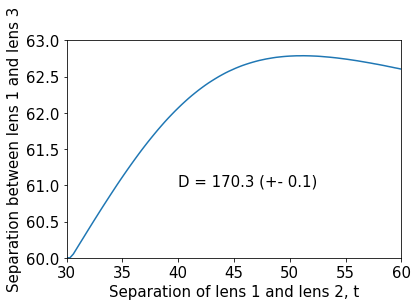 Separation between lens 1 and lens 3
63.0
62.5
62.0
61.5
61.0
60.5
60.0
D = 170.3 (+- 0.1)
30 35 40 45 50 55 60
Separation of lens 1 and lens 2, t